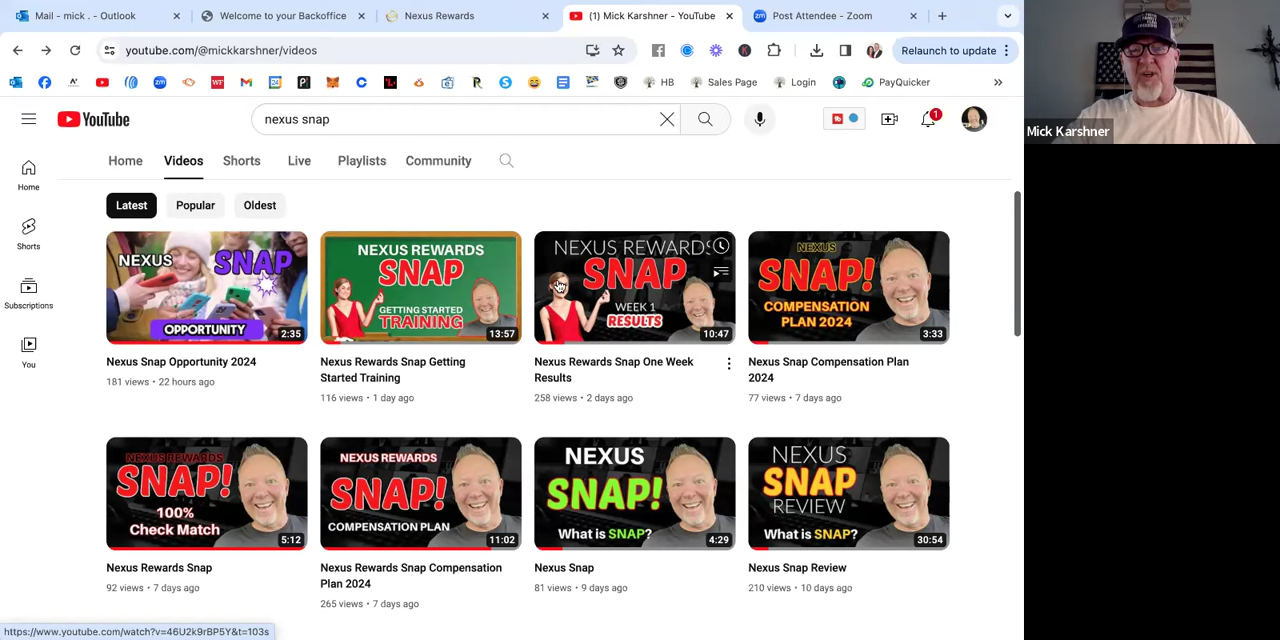 Mail - mick . - Outlook
Welcome to your Backoffice
Nexus Rewards
(1) Mick Karshner - YouTube
Post Attendee - Zoom
youtube.com/@mickkarshner/videos
Relaunch to update
HB
Sales Page
Login
PayQuicker
YouTube
nexus snap
1
Mick Karshner
Home
Videos
Shorts
Live
Playlists
Community
Home
Shorts
Subscriptions
You
Latest
Popular
Oldest
NEXUS SNAP
OPPORTUNITY
2:35
NEXUS REWARDS
SNAP
GETTING STARTED
TRAINING
13:57
NEXUS REWARDS
SNAP
WEEK 1
RESULTS
10:47
NEXUS
SNAP!
COMPENSATION
PLAN 2024
3:33
Nexus Snap Opportunity 2024
181 views • 22 hours ago
Nexus Rewards Snap Getting
Started Training
116 views • 1 day ago
Nexus Rewards Snap One Week
Results
258 views • 2 days ago
Nexus Snap Compensation Plan
2024
77 views • 7 days ago
NEXUS REWARDS
SNAP!
100%
Check Match
5:12
NEXUS REWARDS
SNAP!
COMPENSATION PLAN
11:02
NEXUS
SNAP!
What is SNAP?
4:29
NEXUS
SNAP
REVIEW
What is SNAP?
30:54
Nexus Rewards Snap
92 views • 7 days ago
Nexus Rewards Snap Compensation
Plan 2024
265 views • 7 days ago
Nexus Snap
81 views • 9 days ago
Nexus Snap Review
210 views • 10 days ago
https://www.youtube.com/watch?v=46U2k9rBP5Y&t=103s